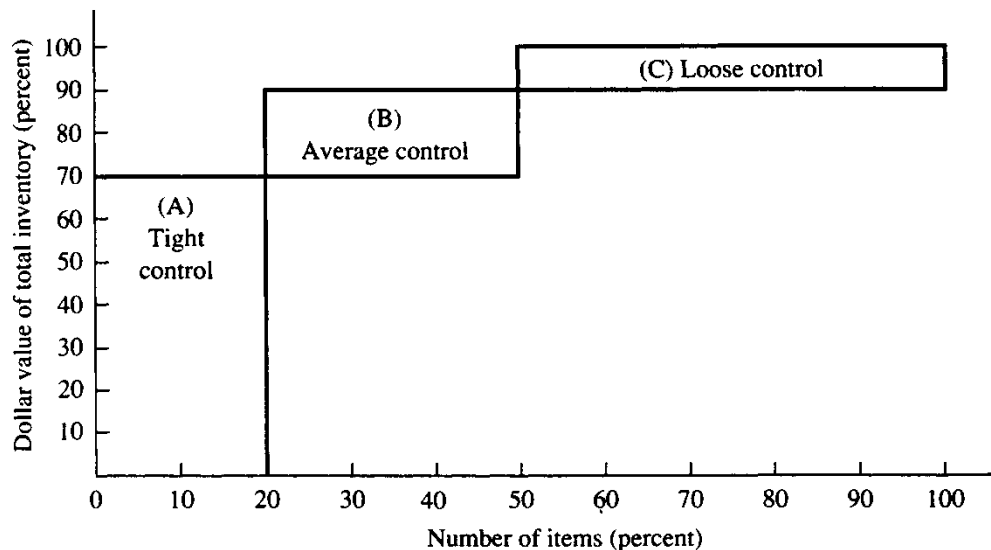 Dollar value of total inventory (percent)
100
90
80
70
60
50
40
30
20
10
(C) Loose control
(B)
Average control
(A)
Tight
control
0 10 20 30 40 50 60 70 80 90 100
Number of items (percent)